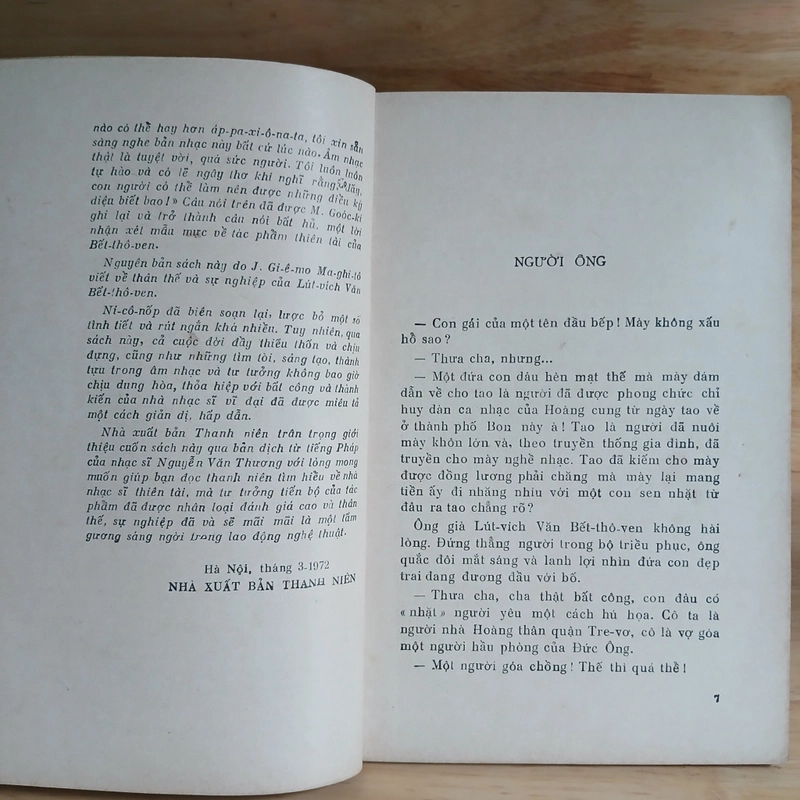 nào có thể hay hơn áp-pa-xi-ô-na-ta, tôi xin sẵn
sàng nghe bản nhạc này bất cứ lúc nào. Âm nhạc
thật là tuyệt vời, quá sức người. Tôi luôn luôn
tự hào và có lẽ ngây thơ khi nghĩ rằng: lấy,
con người có thể làm nên được những điều kỳ
diệu biết bao! » Câu nói trên đã được M. Goóc-ki
ghi lại và trở thành câu nói bất hủ, một lời
nhận xét mẫu mực về tác phẩm thiên tài của
Bết-thô-ven.
Nguyên bản sách này do J. Gi-ê-mo Ma-ghi-tô
viết về thân thế và sự nghiệp của Lút-vích Văn
Bết-thô-ven.
Ni-cô-nốp đã biên soạn lại, lược bỏ một số
tình tiết và rút ngắn khá nhiều. Tuy nhiên, qua
sách này, cả cuộc đời đầy thiếu thốn và chịu
đựng, cũng như những tìm tòi, sáng tạo, thành
tựu trong âm nhạc và tư tưởng không bao giờ
chịu dung hòa, thỏa hiệp với bất công và thành
kiến của nhà nhạc sĩ vĩ đại đã được miêu tả
một cách giản dị, hấp dẫn.
Nhà xuất bản Thanh niên trân trọng giới
thiệu cuốn sách này qua bản dịch từ tiếng Pháp
của nhạc sĩ Nguyễn Văn Thương với lòng mong
muốn giúp bạn đọc thanh niên tìm hiểu về nhà
nhạc sĩ thiên tài, mà tư tưởng tiến bộ của tác
phẩm đã được nhân loại đánh giá cao và thân
thế, sự nghiệp đã và sẽ mãi mãi là một tấm
gương sáng ngời trong lao động nghệ thuật.
Hà Nội, tháng 3-1972
NHÀ XUẤT BẢN THANH NIÊN
NGƯỜI ÔNG
— Con gái của một tên đầu bếp! Mày không xấu
hổ sao?
— Thưa cha, nhưng...
— Một đứa con dâu hèn mạt thế mà mày dám
dẫn về cho tao là người đã được phong chức chỉ
huy dàn ca nhạc của Hoàng cung từ ngày tao về
ở thành phố Bon này à! Tao là người đã nuôi
mày khôn lớn và, theo truyền thống gia đình, đã
truyền cho mày nghề nhạc. Tao đã kiếm cho mày
được đồng lương phải chăng mà mày lại mang
tiền ấy đi nhăng nhíu với một con sen nhặt từ
đâu ra tao chẳng rõ?
Ông già Lút-vích Văn Bết-thô-ven không hài
lòng. Đứng thẳng người trong bộ triều phục, ông
quắc đôi mắt sáng và lanh lợi nhìn đứa con đẹp
trai đang đương đầu với bố.
— Thưa cha, cha thật bất công, con đâu có
« nhặt » người yêu một cách hú họa. Cô ta là
người nhà Hoàng thân quận Tre-vơ, cò là vợ góa
một người hầu phòng của Đức Ông.
— Một người góa chồng! Thế thì quá thể!
7